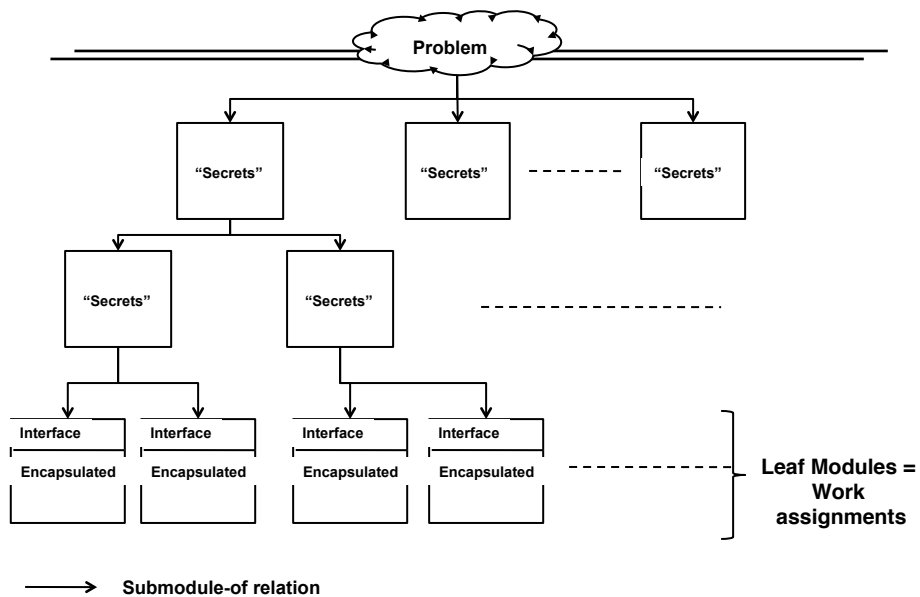 Problem
“Secrets”
“Secrets”
“Secrets”
“Secrets”
“Secrets”
Interface
Interface
Interface
Interface
Encapsulated
Encapsulated
Encapsulated
Encapsulated
Leaf Modules =
Work
assignments
Submodule-of relation